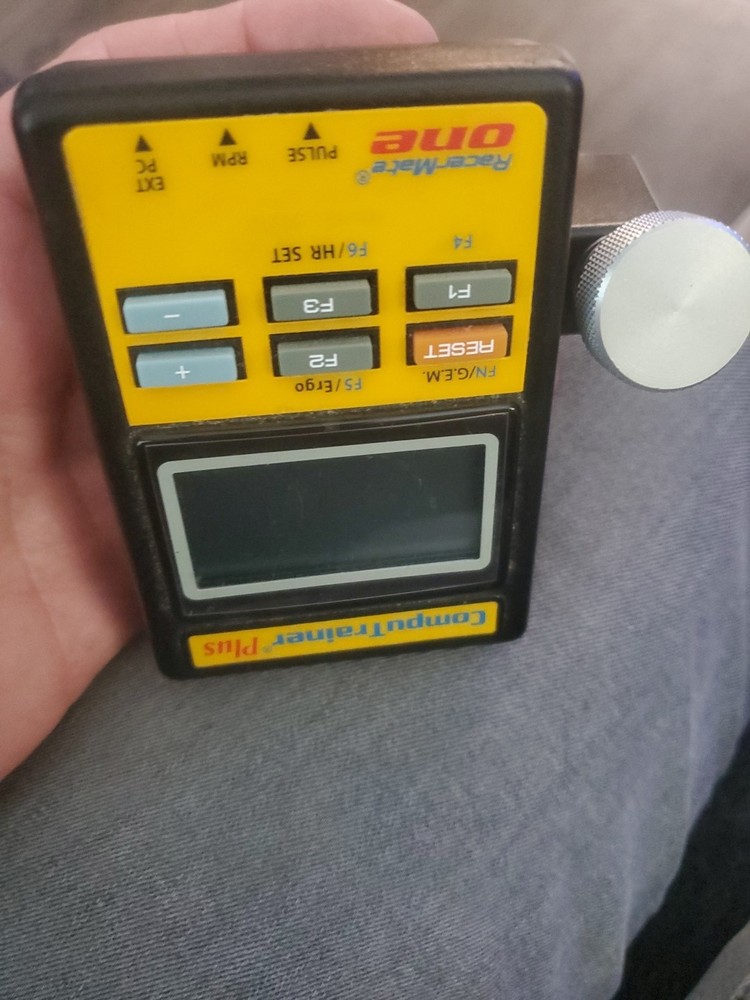 CompuTrainer® Plus
FN/G.E.M. F5/Ergo
RESET F2 +
F1 F3 -
F4 F6/HR SET
RacerMate®
one
PULSE RPM EXT
PC